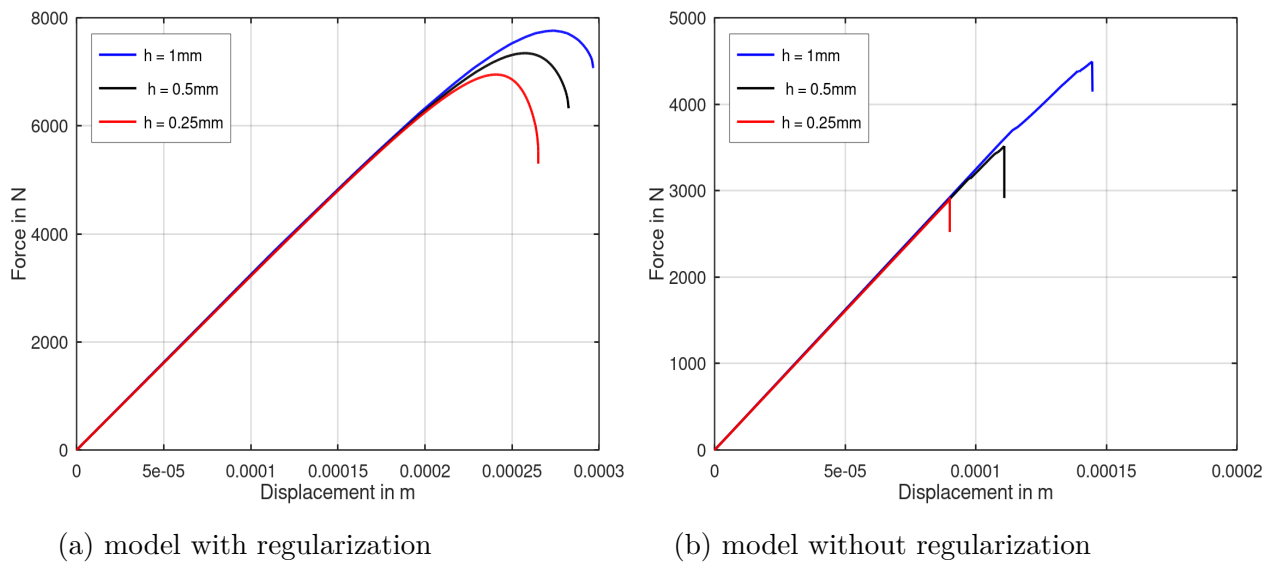 8000
6000
4000
2000
0
Force in N
h = 1mm
h = 0.5mm
h = 0.25mm
0 5e-05 0.0001 0.00015 0.0002 0.00025 0.0003
Displacement in m
(a) model with regularization
5000
4000
3000
2000
1000
0
Force in N
h = 1mm
h = 0.5mm
h = 0.25mm
0 5e-05 0.0001 0.00015 0.0002
Displacement in m
(b) model without regularization